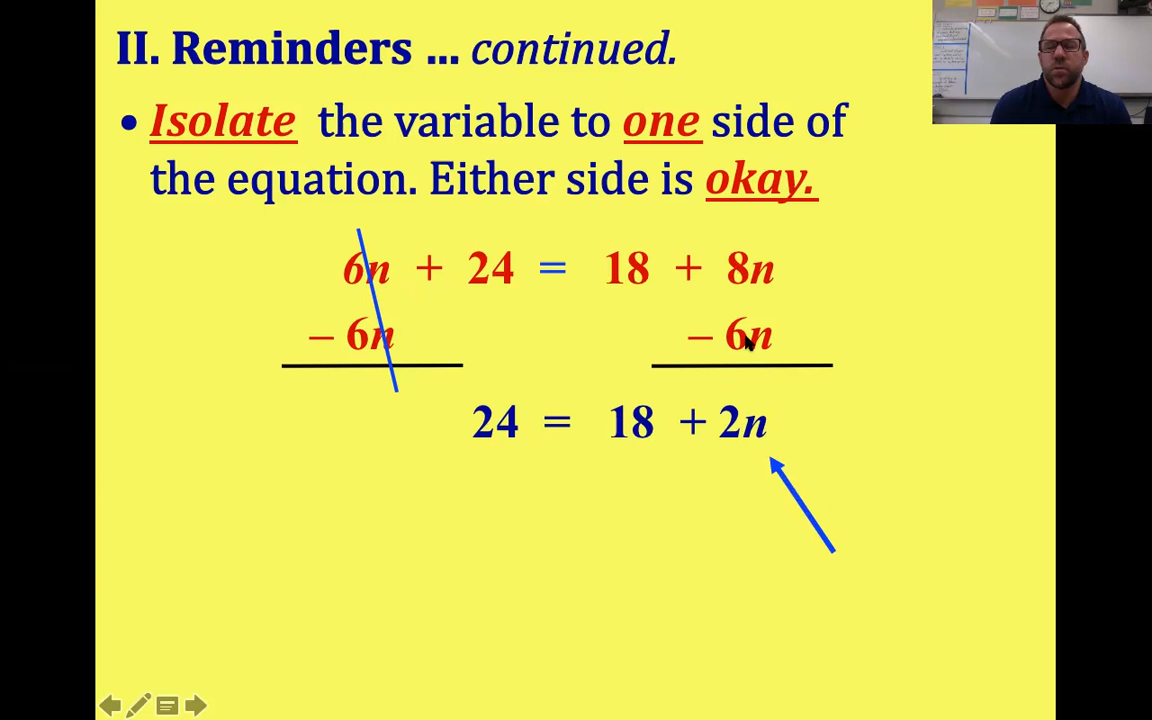 II. Reminders ... continued.
• Isolate the variable to one side of
the equation. Either side is okay.
6n + 24 = 18 + 8n
– 6n – 6n
24 = 18 + 2n